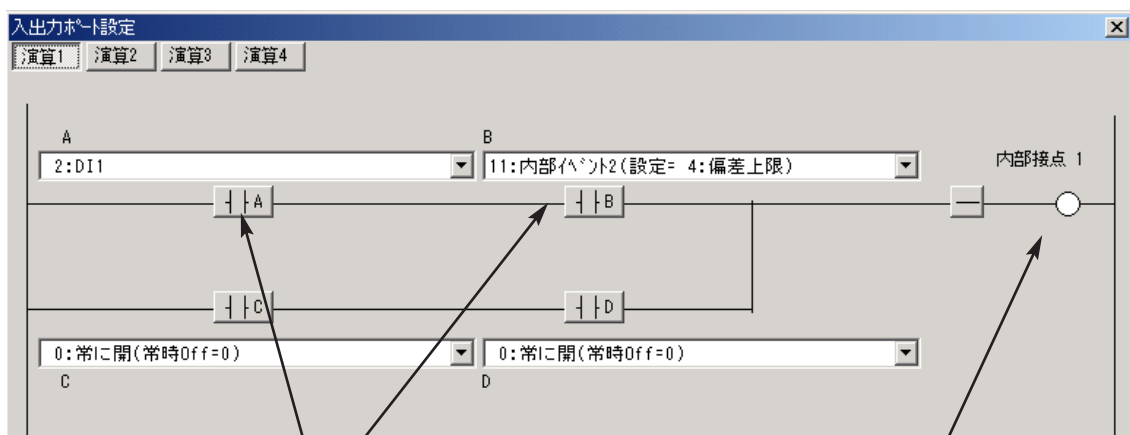 入出力ポート設定
演算1 演算2 演算3 演算4
A B
2:DI1 11:内部イベント2(設定= 4:偏差上限) 内部接点 1
A B
C D
0:常に開(常時Off=0) 0:常に開(常時Off=0)
C D